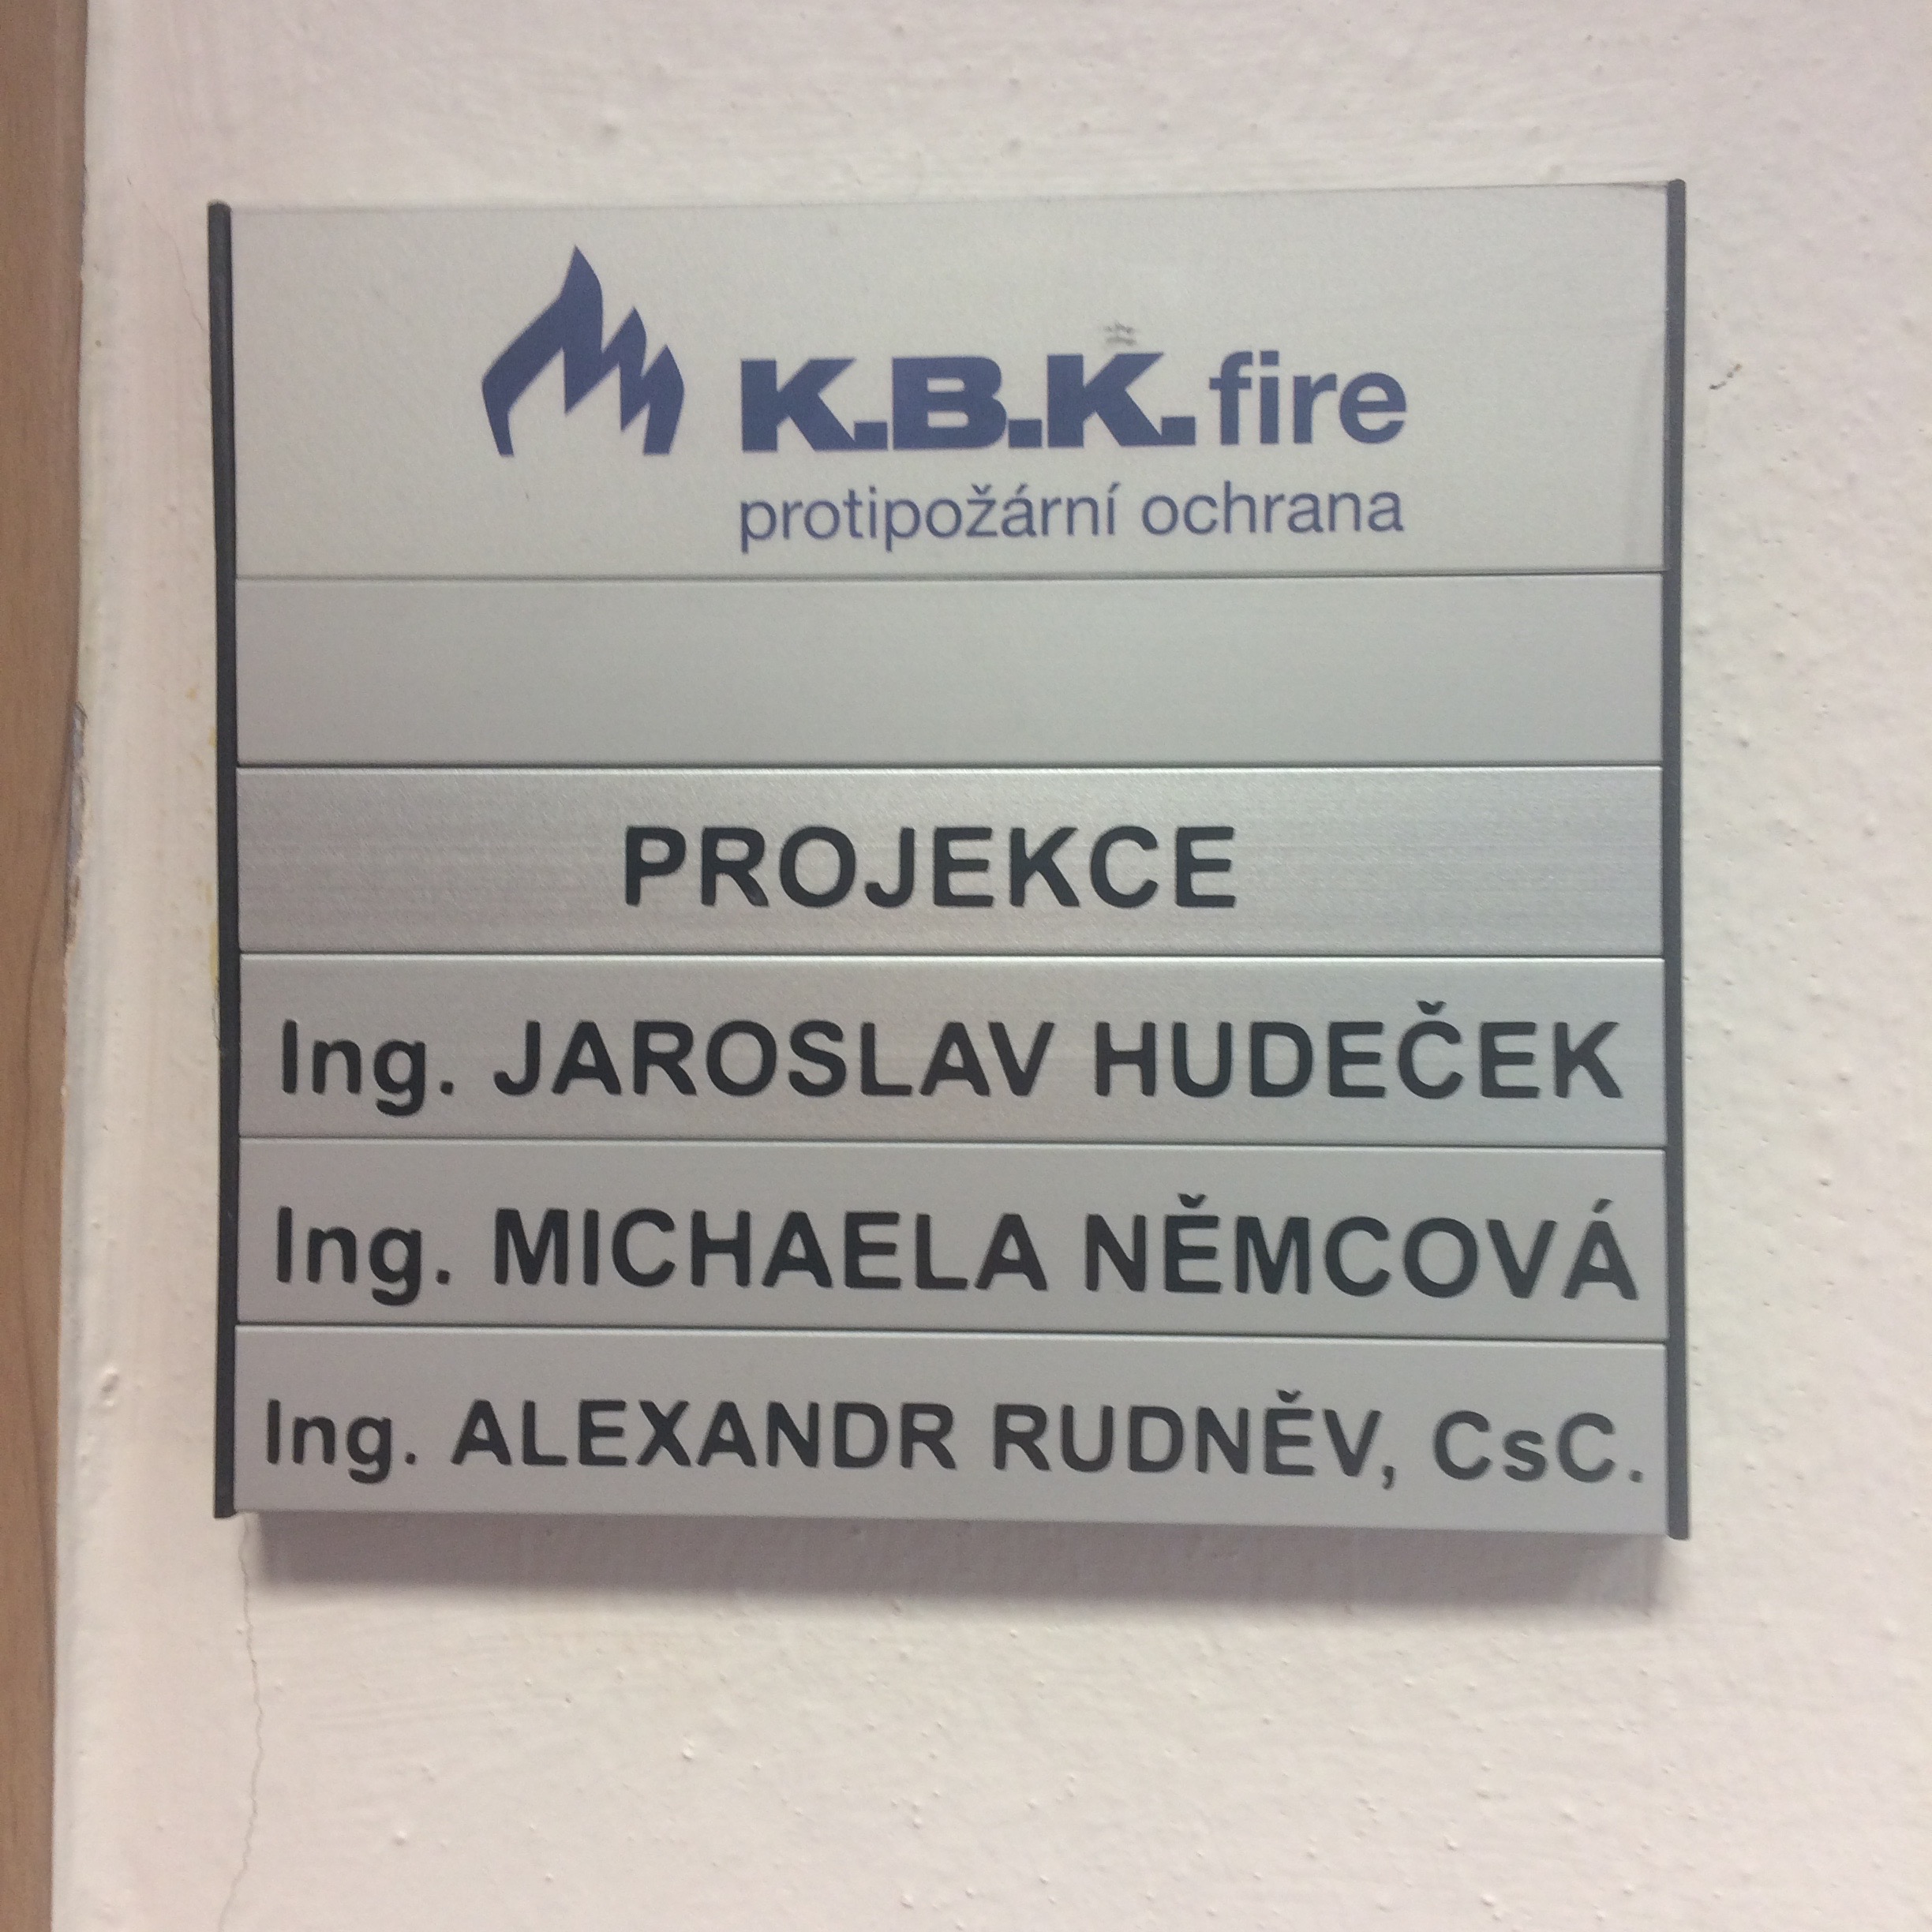 K.B.K. fire
protipožární ochrana
PROJEKCE
Ing. JAROSLAV HUDEČEK
Ing. MICHAELA NĚMCOVÁ
Ing. ALEXANDR RUDNĚV, CsC.